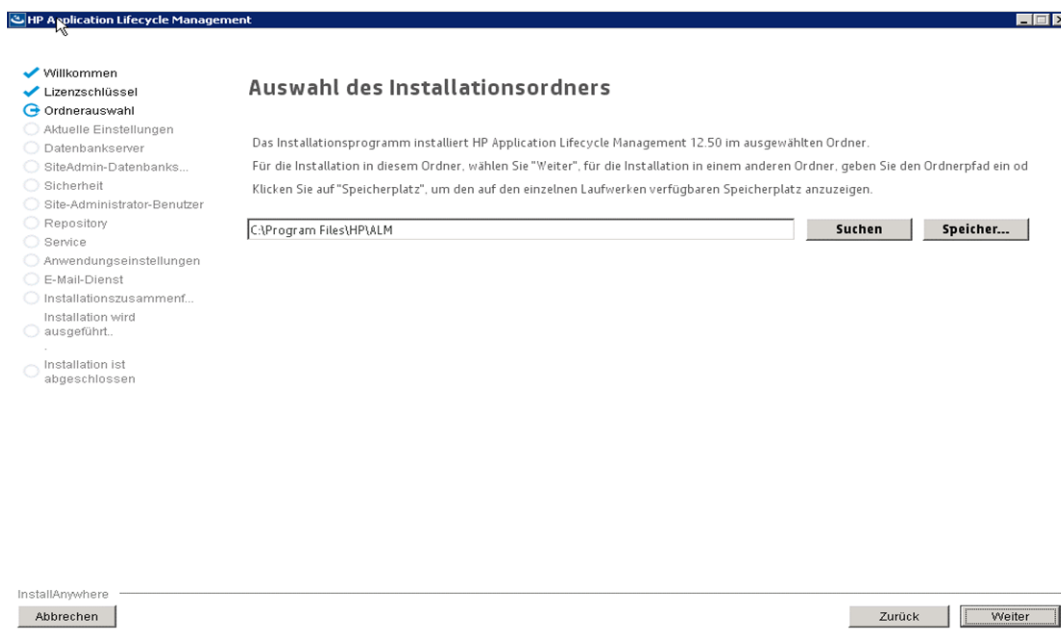 HP Application Lifecycle Management
Willkommen
Lizenzschlüssel
Ordnerauswahl
Aktuelle Einstellungen
Datenbankserver
SiteAdmin-Datenbanks...
Sicherheit
Site-Administrator-Benutzer
Repository
Service
Anwendungseinstellungen
E-Mail-Dienst
Installationszusammenf...
Installation wird
ausgeführt..
.
Installation ist
abgeschlossen
Auswahl des Installationsordners
Das Installationsprogramm installiert HP Application Lifecycle Management 12.50 im ausgewählten Ordner.
Für die Installation in diesem Ordner, wählen Sie "Weiter", für die Installation in einem anderen Ordner, geben Sie den Ordnerpfad ein od
Klicken Sie auf "Speicherplatz", um den auf den einzelnen Laufwerken verfügbaren Speicherplatz anzuzeigen.
C:\Program Files\HP\ALM
Suchen
Speicher...
InstallAnywhere
Abbrechen
Zurück
Weiter